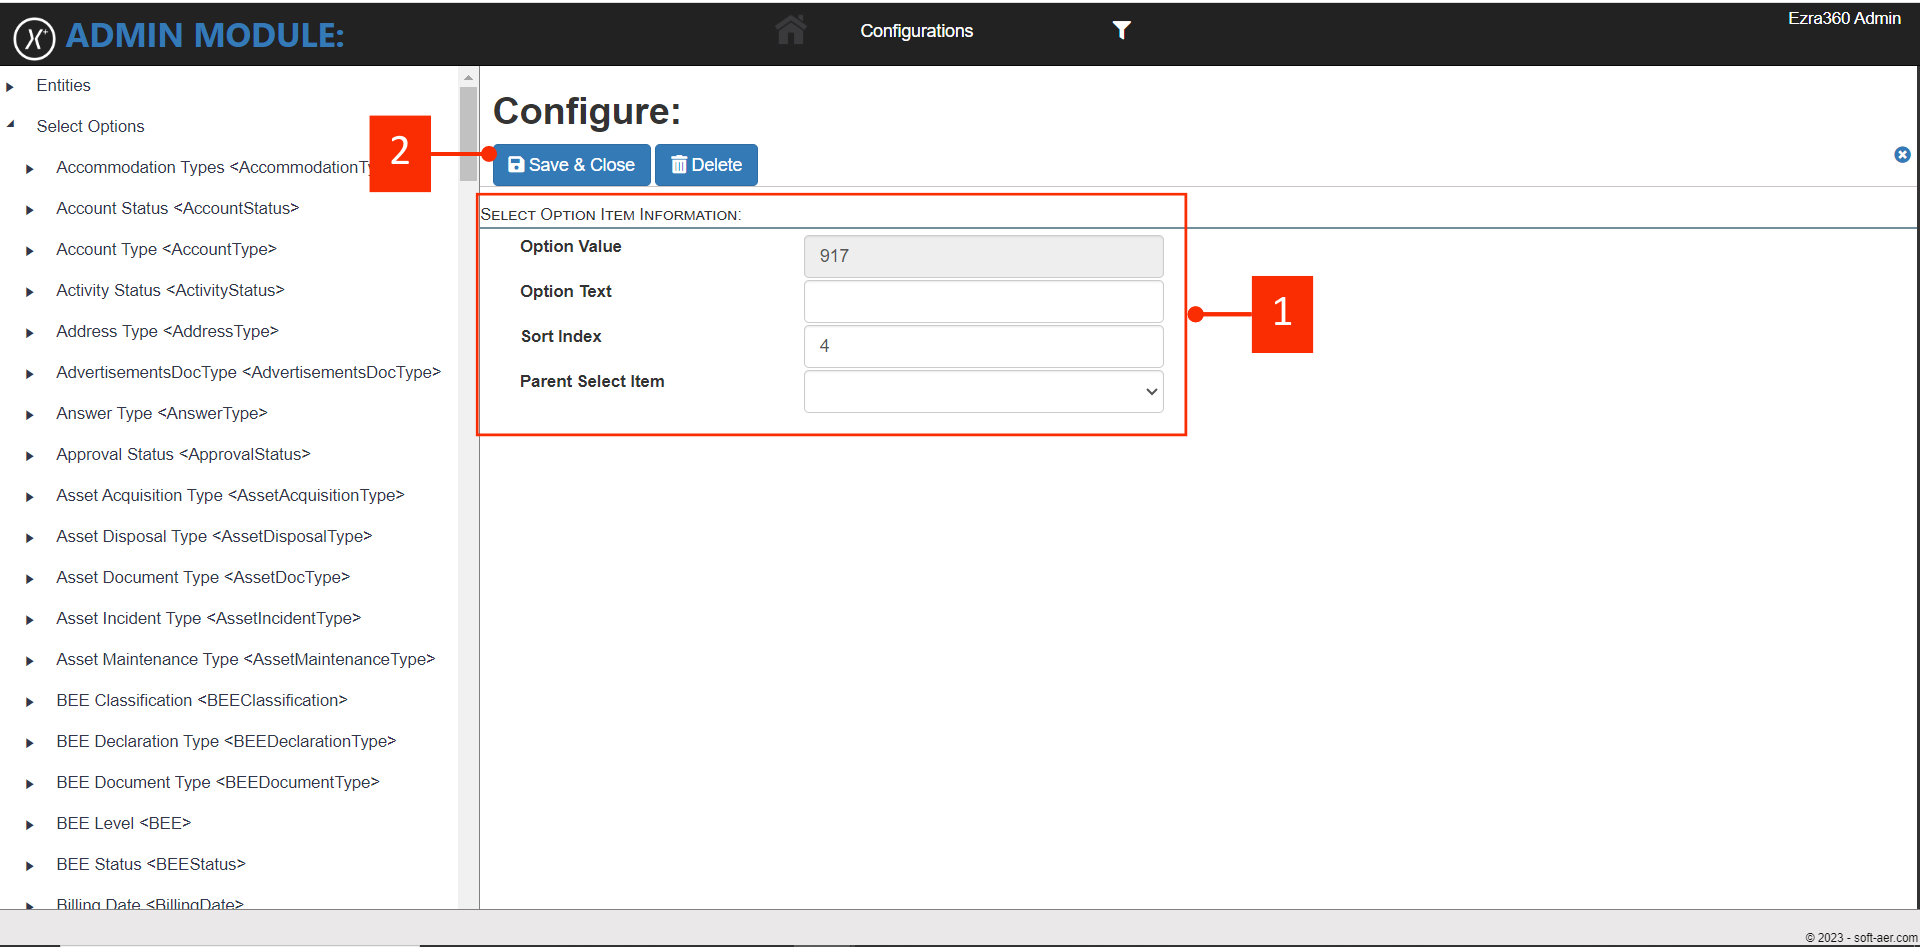 ADMIN MODULE:
Configurations
Ezra360 Admin
Entities
Select Options
Accommodation Types <AccommodationTy
Account Status <AccountStatus>
Account Type <AccountType>
Activity Status <ActivityStatus>
Address Type <AddressType>
AdvertisementsDocType <AdvertisementsDocType>
Answer Type <AnswerType>
Approval Status <ApprovalStatus>
Asset Acquisition Type <AssetAcquisitionType>
Asset Disposal Type <AssetDisposalType>
Asset Document Type <AssetDocType>
Asset Incident Type <AssetIncidentType>
Asset Maintenance Type <AssetMaintenanceType>
BEE Classification <BEEClassification>
BEE Declaration Type <BEEDeclarationType>
BEE Document Type <BEEDocumentType>
BEE Level <BEE>
BEE Status <BEEStatus>
Billing Date <BillingDate>
Configure:
2
Save & Close Delete
SELECT OPTION ITEM INFORMATION:
Option Value 917
Option Text
Sort Index 4
Parent Select Item
1
© 2023 - soft-aer.com